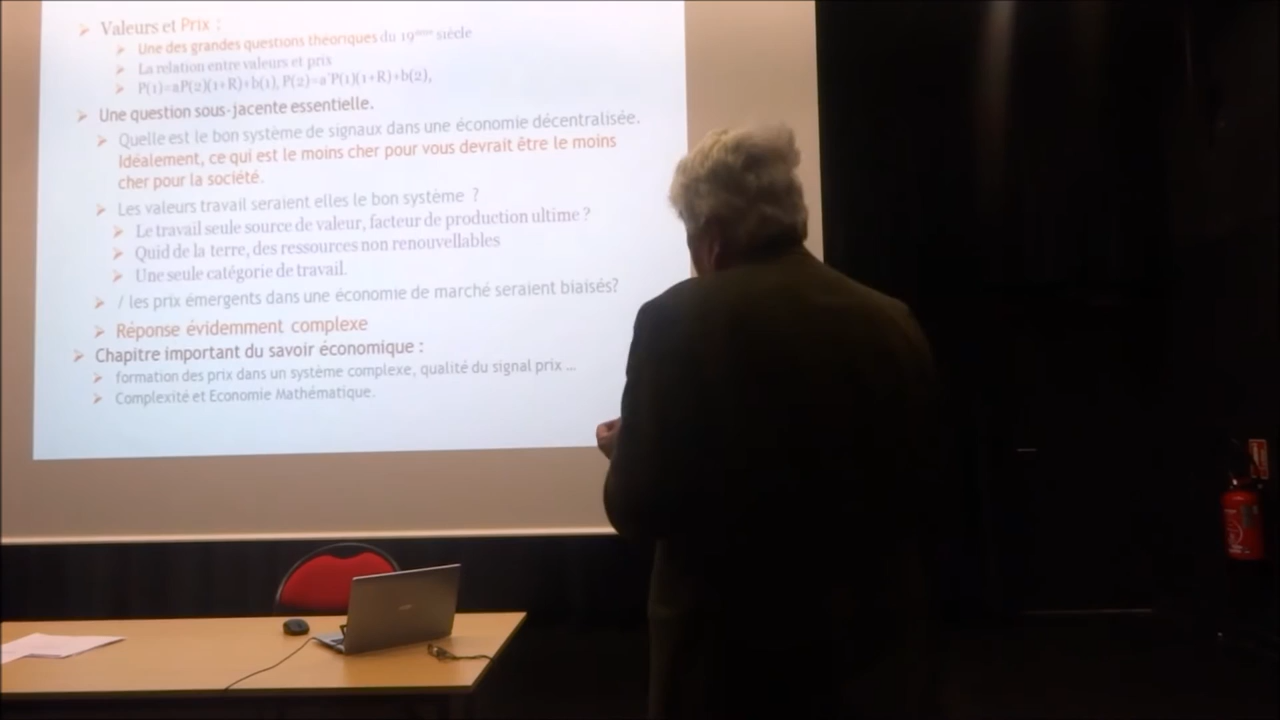 Valeurs et Prix :
Une des grandes questions théoriques du 19ème siècle
La relation entre valeurs et prix
P(1)=aP(2)(1+R)+b(1), P(2)=a'P(1)(1+R)+b(2),
Une question sous-jacente essentielle.
Quelle est le bon système de signaux dans une économie décentralisée.
Idéalement, ce qui est le moins cher pour vous devrait être le moins
cher pour la société.
Les valeurs travail seraient elles le bon système ?
Le travail seule source de valeur, facteur de production ultime ?
Quid de la terre, des ressources non renouvellables
Une seule catégorie de travail.
/ les prix émergents dans une économie de marché seraient biaisés?
Réponse évidemment complexe
Chapitre important du savoir économique :
formation des prix dans un système complexe, qualité du signal prix ...
Complexité et Economie Mathématique.